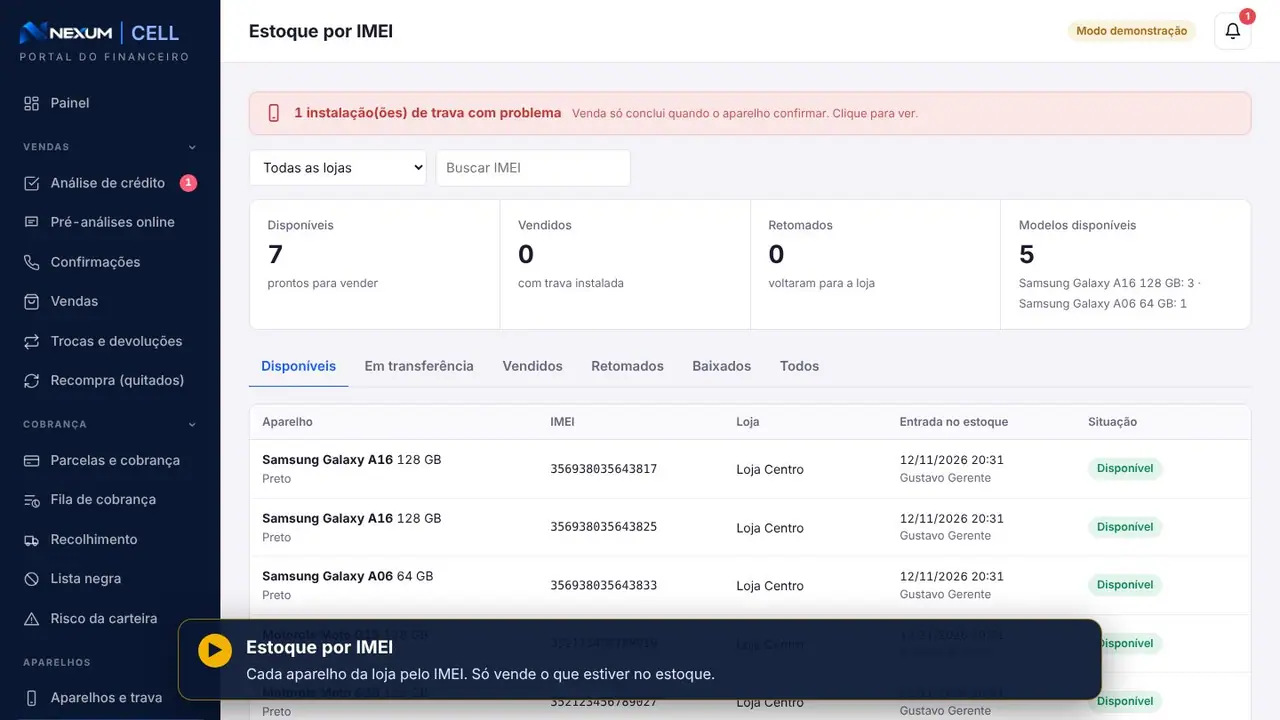 NEXUM | CELL
PORTAL DO FINANCEIRO
Painel
VENDAS
Análise de crédito 1
Pré-análises online
Confirmações
Vendas
Trocas e devoluções
Recompra (quitados)
COBRANÇA
Parcelas e cobrança
Fila de cobrança
Recolhimento
Lista negra
Risco da carteira
APARELHOS
Aparelhos e trava
Estoque por IMEI
Modo demonstração
1
1 instalação(ões) de trava com problema Venda só conclui quando o aparelho confirmar. Clique para ver.
Todas as lojas
Buscar IMEI
Disponíveis
7
prontos para vender
Vendidos
0
com trava instalada
Retomados
0
voltaram para a loja
Modelos disponíveis
5
Samsung Galaxy A16 128 GB: 3 ·
Samsung Galaxy A06 64 GB: 1
Disponíveis Em transferência Vendidos Retomados Baixados Todos
Aparelho IMEI Loja Entrada no estoque Situação
Samsung Galaxy A16 128 GB
Preto
356938035643817
Loja Centro
12/11/2026 20:31
Gustavo Gerente
Disponível
Samsung Galaxy A16 128 GB
Preto
356938035643825
Loja Centro
12/11/2026 20:31
Gustavo Gerente
Disponível
Samsung Galaxy A06 64 GB
Preto
356938035643833
Loja Centro
12/11/2026 20:31
Gustavo Gerente
Disponível
Loja Centro
Preto
Loja Centro
Gustavo Gerente
Disponível
Estoque por IMEI
Cada aparelho da loja pelo IMEI. Só vende o que estiver no estoque.